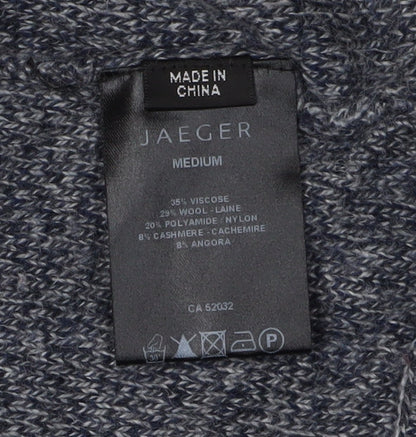 MADE IN
CHINA
JAEGER
MEDIUM
35% VISCOSE
29% WOOL - LAINE
20% POLYAMIDE - NYLON
8% CASHMERE - CACHEMIRE
8% ANGORA
CA 52032
P